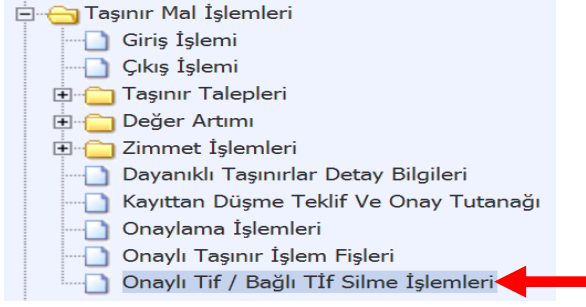 Taşınır Mal İşlemleri
Giriş İşlemi
Çıkış İşlemi
Taşınır Talepleri
Değer Artımı
Zimmet İşlemleri
Dayanıklı Taşınırlar Detay Bilgileri
Kayıttan Düşme Teklif Ve Onay Tutanağı
Onaylama İşlemleri
Onaylı Taşınır İşlem Fişleri
Onaylı Tif / Bağlı Tİf Silme İşlemleri